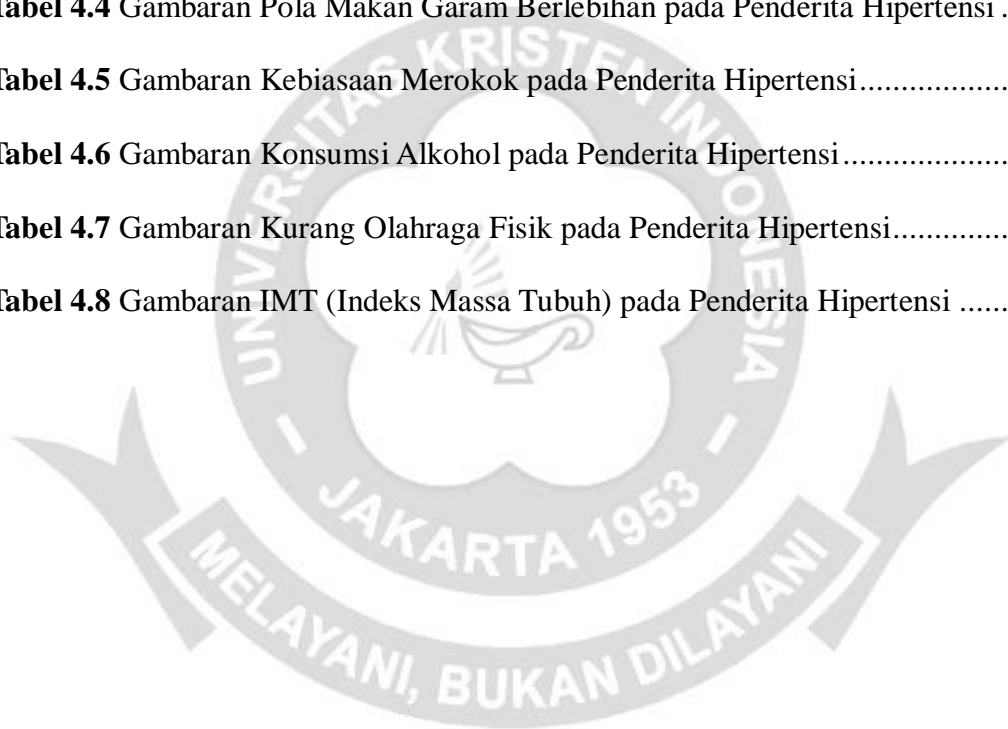 Tabel 4.4 Gambaran Pola Makan Garam Berlebihan pada Penderita Hipertensi .
Tabel 4.5 Gambaran Kebiasaan Merokok pada Penderita Hipertensi..................
Tabel 4.6 Gambaran Konsumsi Alkohol pada Penderita Hipertensi....................
Tabel 4.7 Gambaran Kurang Olahraga Fisik pada Penderita Hipertensi..............
Tabel 4.8 Gambaran IMT (Indeks Massa Tubuh) pada Penderita Hipertensi ......
UNIVERSITAS KRISTEN INDONESIA
- JAKARTA 1953 -
MELAYANI, BUKAN DILAYANI